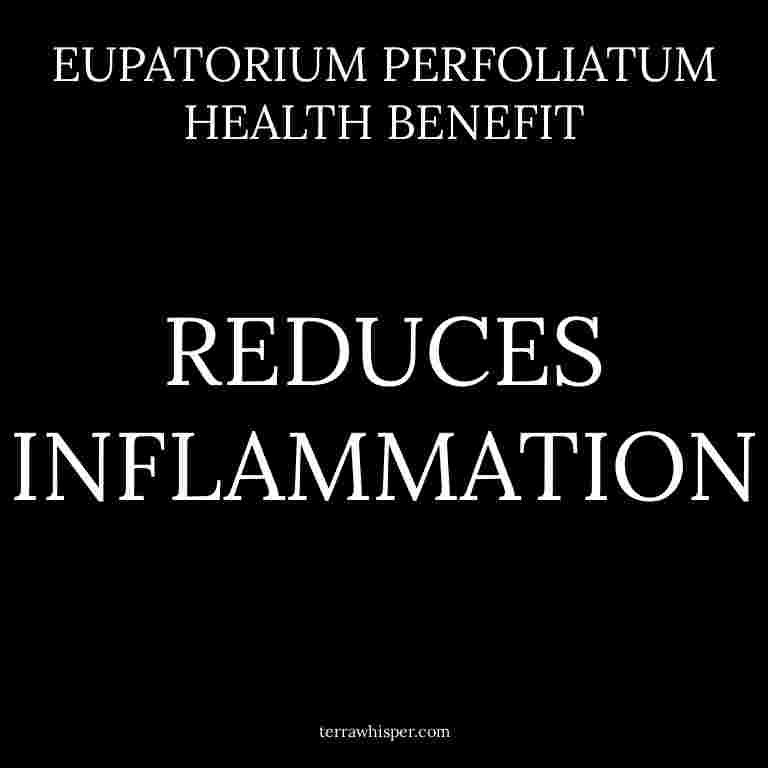 EUPATORIUM PERFOLIATUM
HEALTH BENEFIT
REDUCES
INFLAMMATION
terrawhisper.com